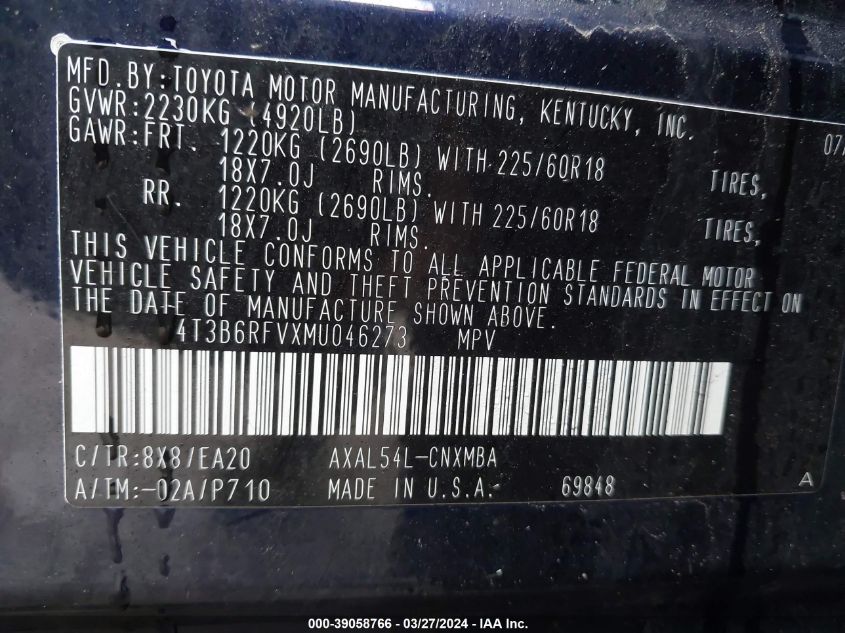 MFD. BY: TOYOTA MOTOR MANUFACTURING, KENTUCKY, INC.
GVWR: 2230KG (4920LB) 07/
GAWR: FRT. 1220KG (2690LB) WITH 225/60R18 TIRES,
18X7.0J RIMS.
RR. 1220KG (2690LB) WITH 225/60R18 TIRES,
18X7.0J RIMS.
THIS VEHICLE CONFORMS TO ALL APPLICABLE FEDERAL MOTOR
VEHICLE SAFETY AND THEFT PREVENTION STANDARDS IN EFFECT ON
THE DATE OF MANUFACTURE SHOWN ABOVE.
4T3B6RFVXMU046273 MPV
C/TR: 8X8/EA20 AXAL54L-CNXMBA
A/TM: -02A/P710 MADE IN U.S.A. 69848 A
000-39058766 - 03/27/2024 - IAA Inc.